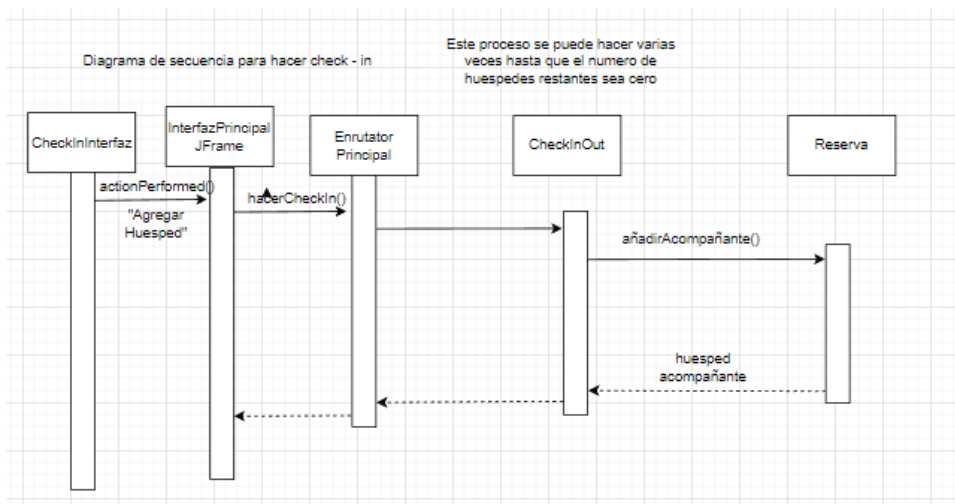 Diagrama de secuencia para hacer check - in
Este proceso se puede hacer varias
veces hasta que el numero de
huespedes restantes sea cero
CheckInInterfaz
InterfazPrincipal
JFrame
Enrutator
Principal
CheckInOut
Reserva
actionPerformed()
"Agregar
Huesped"
hacerCheckIn()
añadirAcompañante()
huesped
acompañante